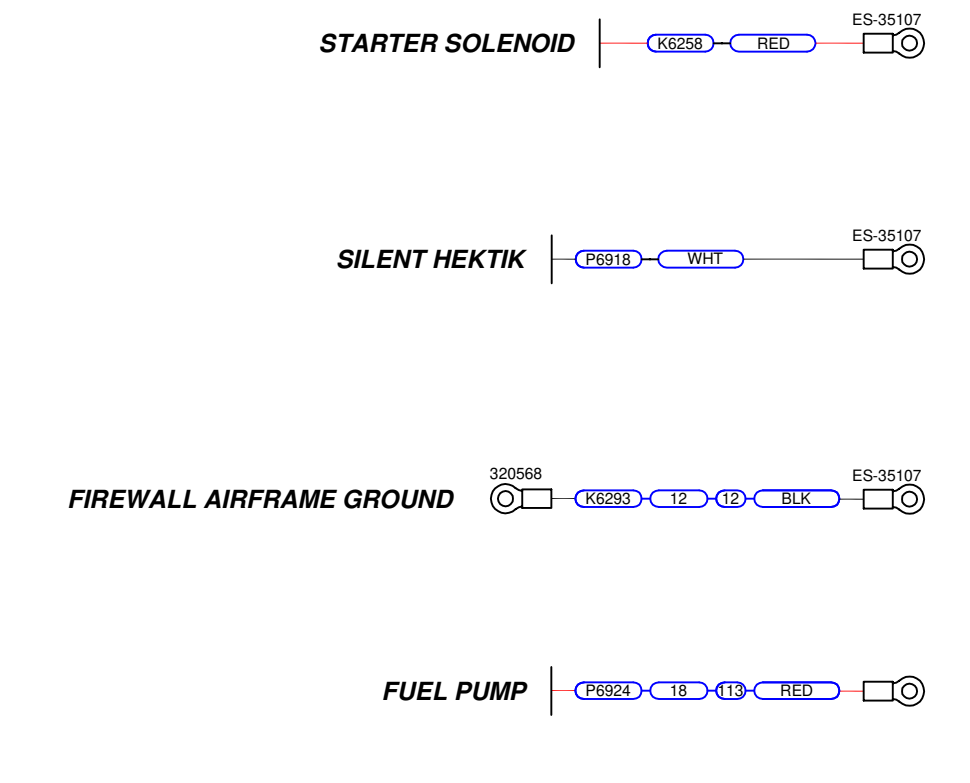 ES-35107
STARTER SOLENOID K6258 RED
ES-35107
SILENT HEKTIK P6918 WHT
320568 ES-35107
FIREWALL AIRFRAME GROUND K6293 12 12 BLK
FUEL PUMP P6924 18 113 RED